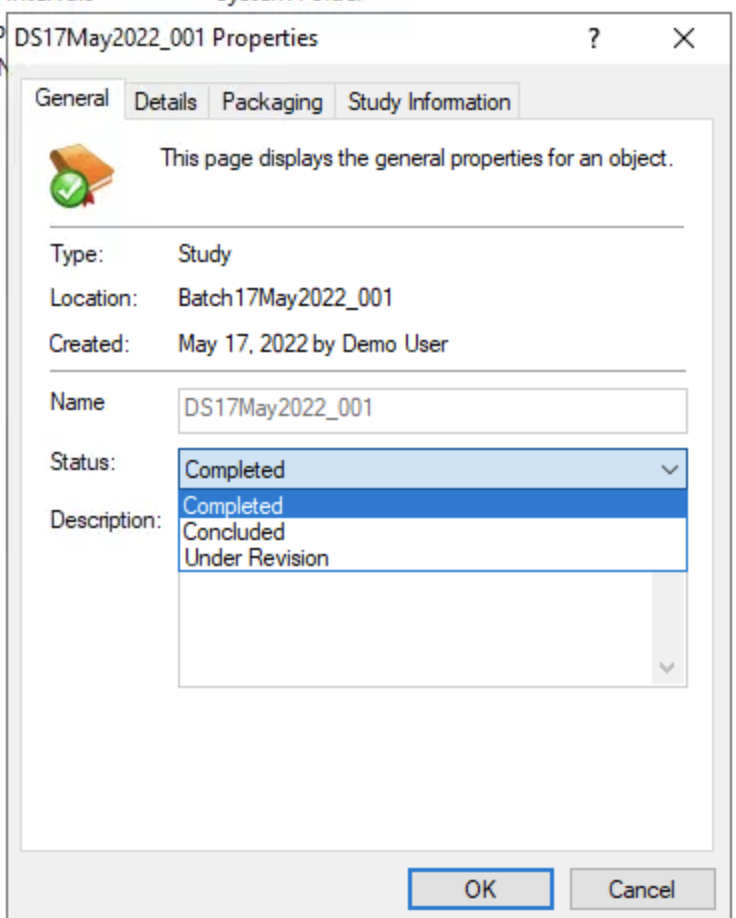 DS17May2022_001 Properties
?
General
Details
Packaging
Study Information
This page displays the general properties for an object.
Type: Study
Location: Batch17May2022_001
Created: May 17, 2022 by Demo User
Name DS17May2022_001
Status: Completed
Completed
Description:
Concluded
Under Revision
OK
Cancel